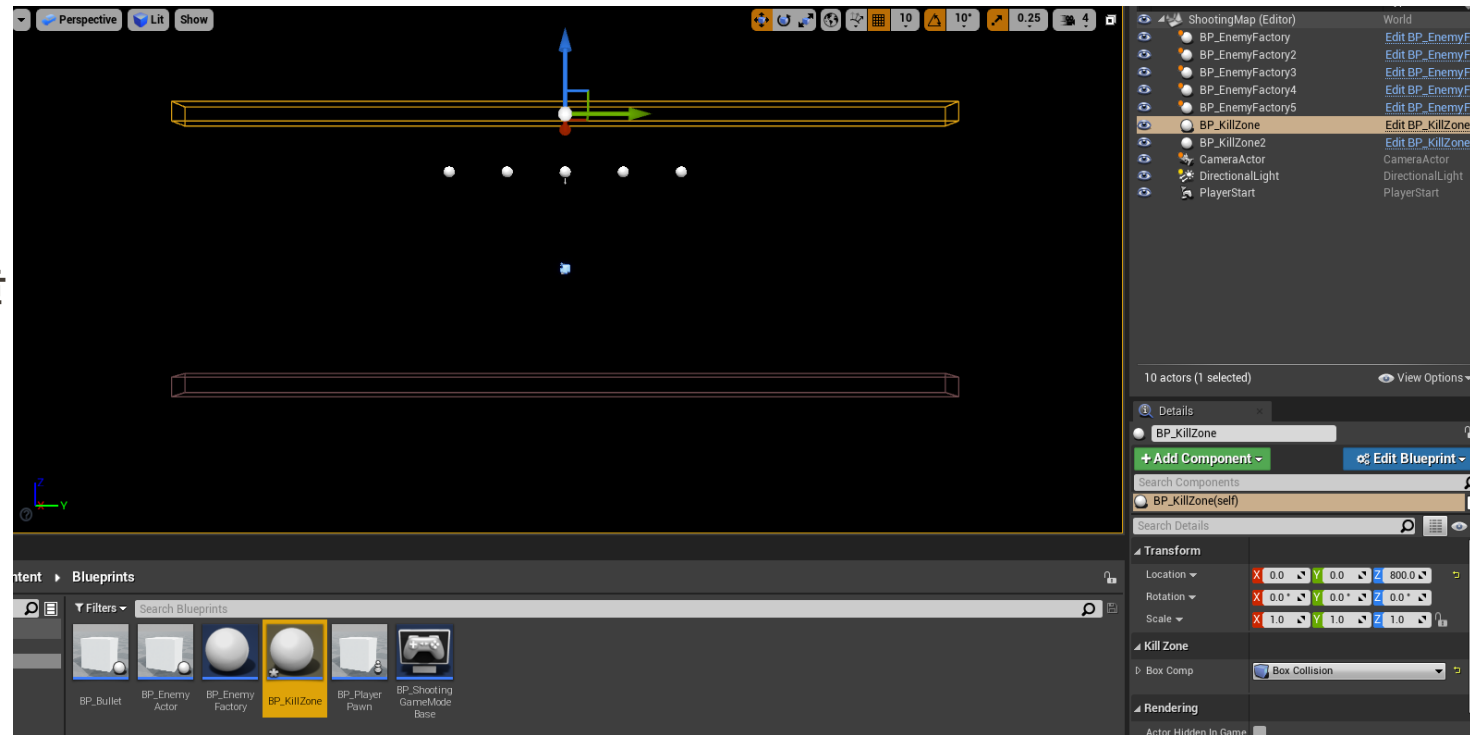 Perspective Lit Show 10 10° 0.25 4
ShootingMap (Editor) World
BP_EnemyFactory Edit BP_EnemyF
BP_EnemyFactory2 Edit BP_EnemyF
BP_EnemyFactory3 Edit BP_EnemyF
BP_EnemyFactory4 Edit BP_EnemyF
BP_EnemyFactory5 Edit BP_EnemyF
BP_KillZone Edit BP_KillZone
BP_KillZone2 Edit BP_KillZone
CameraActor CameraActor
DirectionalLight DirectionalLight
PlayerStart PlayerStart
10 actors (1 selected) View Options
Details
BP_KillZone
+Add Component Edit Blueprint
Search Components
BP_KillZone(self)
Search Details
Transform
Location X 0.0 Y 0.0 Z 800.0
Rotation X 0.0° Y 0.0° Z 0.0°
Scale X 1.0 Y 1.0 Z 1.0
Kill Zone
Box Comp Box Collision
Rendering
Actor Hidden In Game
Z
X Y
ntent Blueprints
Filters Search Blueprints
BP_Bullet
BP_Enemy
Actor
BP_Enemy
Factory
BP_KillZone
BP_Player
Pawn
BP_Shooting
GameMode
Base